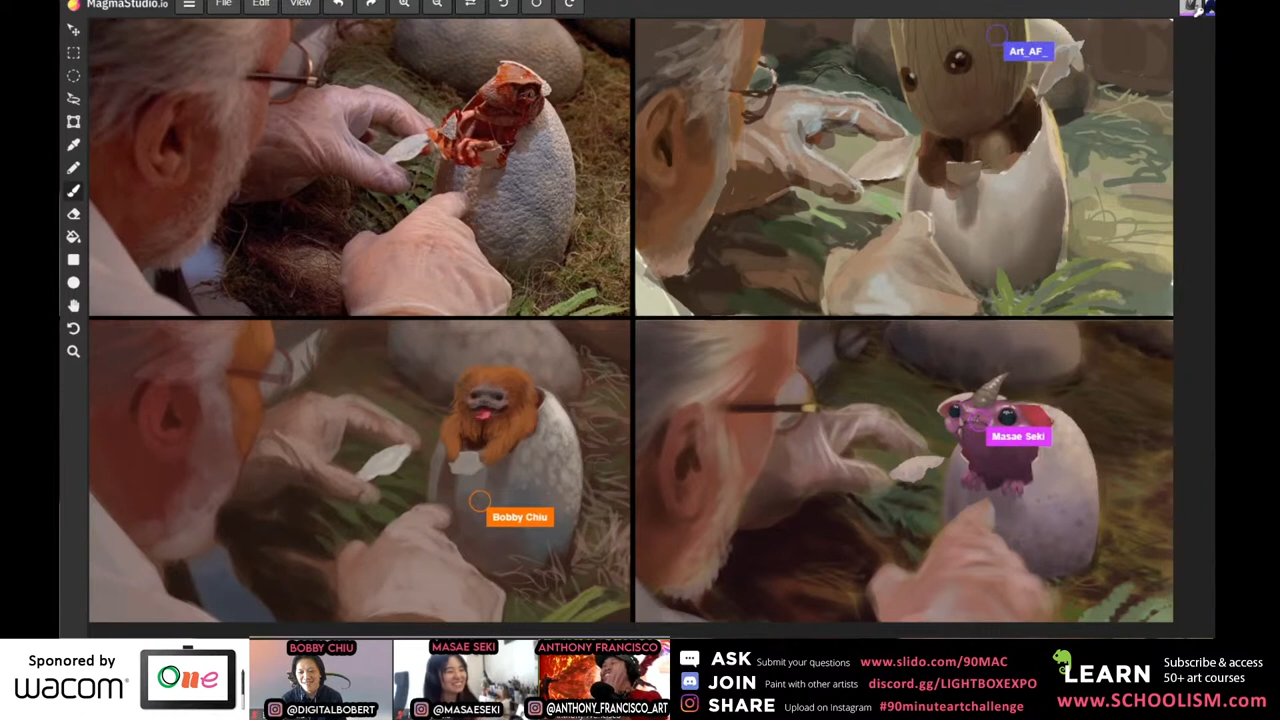 MagmaStudio.io
File
Edit
View
Art_AF_
Bobby Chiu
Masae Seki
Sponsored by
wacom
One
BOBBY CHIU
@DIGITALBOBERT
MASAE SEKI
@MASAESEKI
ANTHONY FRANCISCO
@ANTHONY_FRANCISCO_ART
ASK Submit your questions www.slido.com/90MAC
JOIN Paint with other artists discord.gg/LIGHTBOXEXPO
SHARE Upload on Instagram #90minuteartchallenge
LEARN Subscribe & access
50+ art courses
www.SCHOOLISM.com